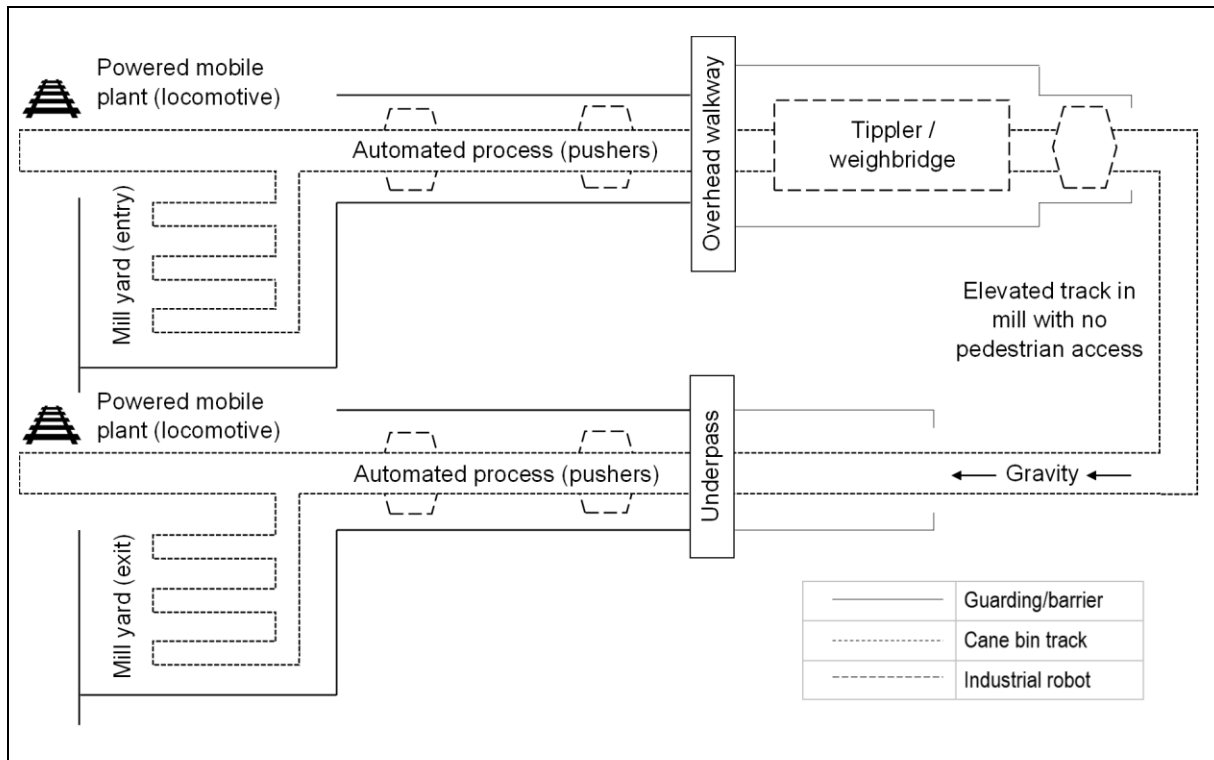 Powered mobile
plant (locomotive)
Automated process (pushers)
Mill yard (entry)
Overhead walkway
Tippler /
weighbridge
Elevated track in
mill with no
pedestrian access
Powered mobile
plant (locomotive)
Automated process (pushers)
Mill yard (exit)
Underpass
Gravity
Guarding/barrier
Cane bin track
Industrial robot